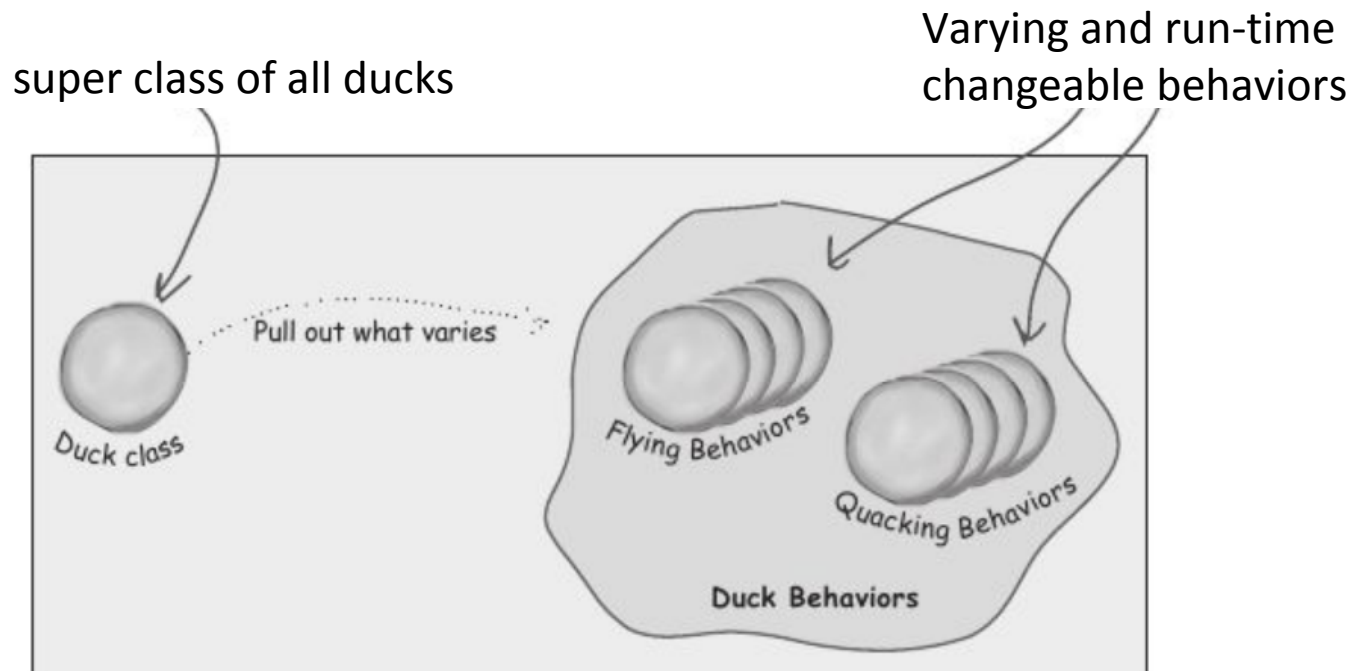 super class of all ducks
Varying and run-time
changeable behaviors
Pull out what varies
Duck class
Flying Behaviors
Quacking Behaviors
Duck Behaviors